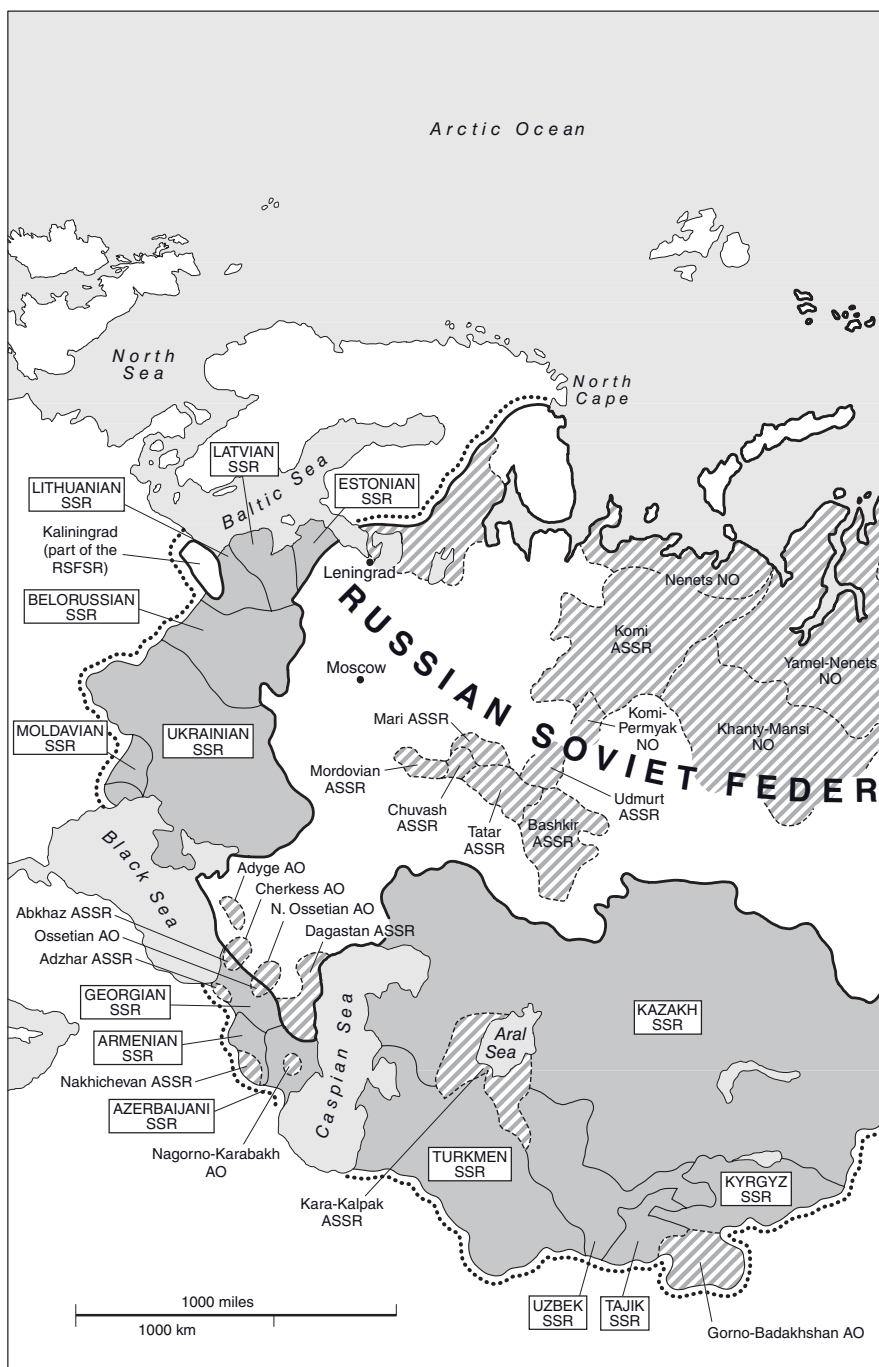 Arctic Ocean
North
Sea
North
Cape
LATVIAN
SSR
Baltic Sea
LITHUANIAN
SSR
ESTONIAN
SSR
Kaliningrad
(part of the
RSFSR)
Leningrad
Nenets NO
BELORUSSIAN
SSR
RUSSIAN SOVIET FEDER
Komi
ASSR
Yamel-Nenets
NO
Moscow
Mari ASSR
Komi-
Permyak
NO
Khanty-Mansi
NO
MOLDAVIAN
SSR
UKRAINIAN
SSR
Mordovian
ASSR
Chuvash
ASSR
Tatar
ASSR
Bashkir
ASSR
Udmurt
ASSR
Black Sea
Adyge AO
Cherkess AO
N. Ossetian AO
Dagastan ASSR
Abkhaz ASSR
Ossetian AO
Adzhar ASSR
GEORGIAN
SSR
KAZAKH
SSR
ARMENIAN
SSR
Aral
Sea
Caspian Sea
Nakhichevan ASSR
AZERBAIJANI
SSR
Nagorno-Karabakh
AO
TURKMEN
SSR
KYRGYZ
SSR
Kara-Kalpak
ASSR
UZBEK
SSR
TAJIK
SSR
Gorno-Badakhshan AO
1000 miles
1000 km